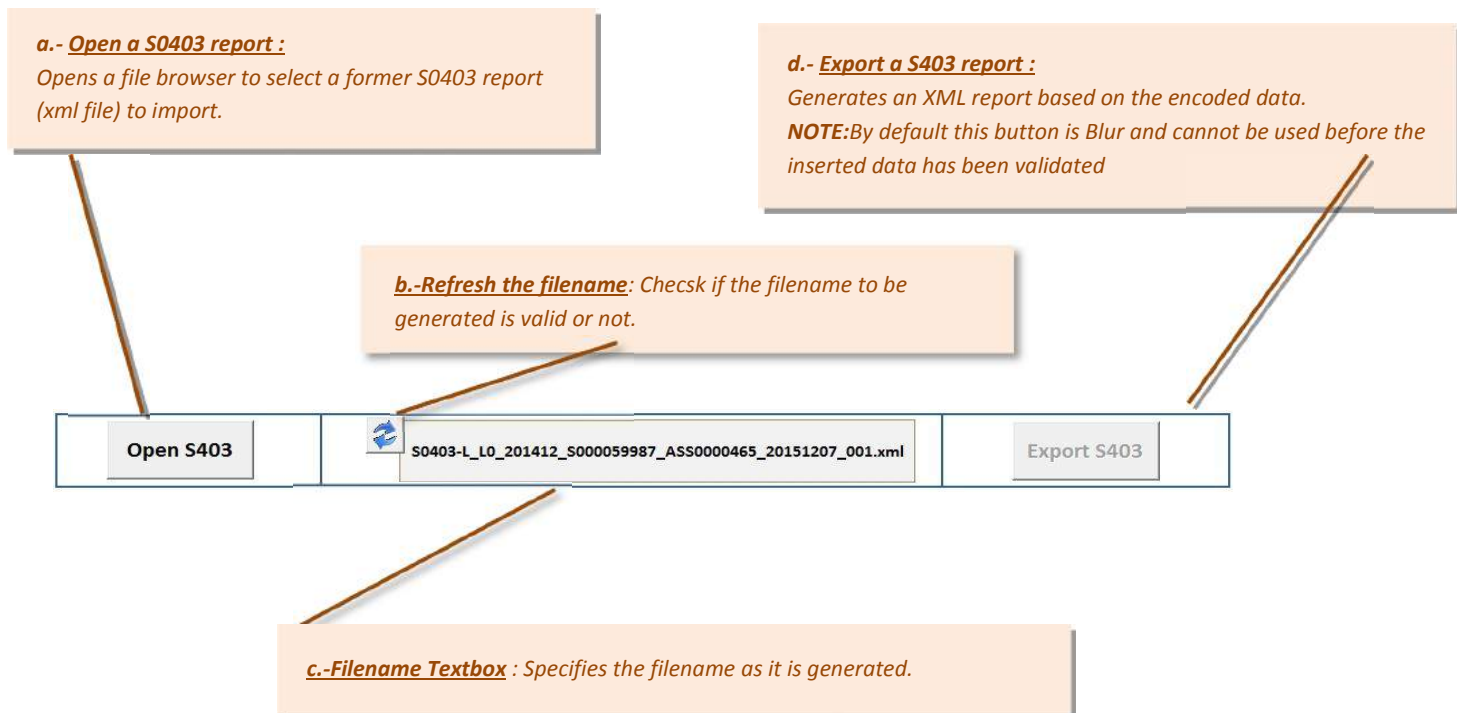 a.- Open a S0403 report :
Opens a file browser to select a former S0403 report
(xml file) to import.
d.- Export a S403 report :
Generates an XML report based on the encoded data.
NOTE:By default this button is Blur and cannot be used before the
inserted data has been validated
b.-Refresh the filename: Checsk if the filename to be
generated is valid or not.
Open S403
S0403-L_L0_201412_S000059987_ASS0000465_20151207_001.xml
Export S403
c.-Filename Textbox : Specifies the filename as it is generated.